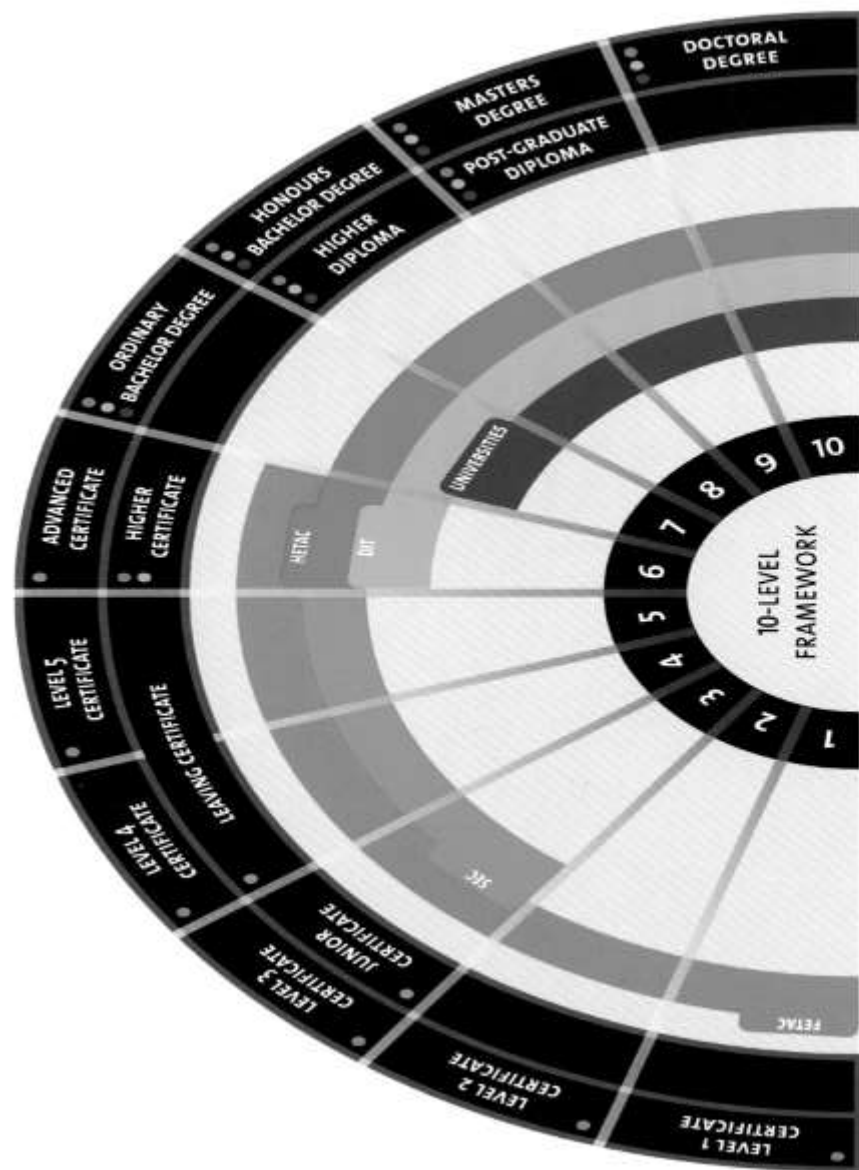 LEVEL 1
CERTIFICATE
LEVEL 2
CERTIFICATE
LEVEL 3
CERTIFICATE
JUNIOR
CERTIFICATE
LEVEL 4
CERTIFICATE
LEAVING CERTIFICATE
LEVEL 5
CERTIFICATE
ADVANCED
CERTIFICATE
HIGHER
CERTIFICATE
ORDINARY
BACHELOR DEGREE
HONOURS
BACHELOR DEGREE
HIGHER
DIPLOMA
MASTERS
DEGREE
POST-GRADUATE
DIPLOMA
DOCTORAL
DEGREE
FETAC
SEC
HETAC
DIT
UNIVERSITIES
1
2
3
4
5
6
7
8
9
10
10-LEVEL
FRAMEWORK